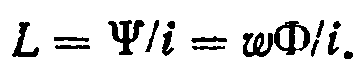 L = Ψ/i = wΦ/i.